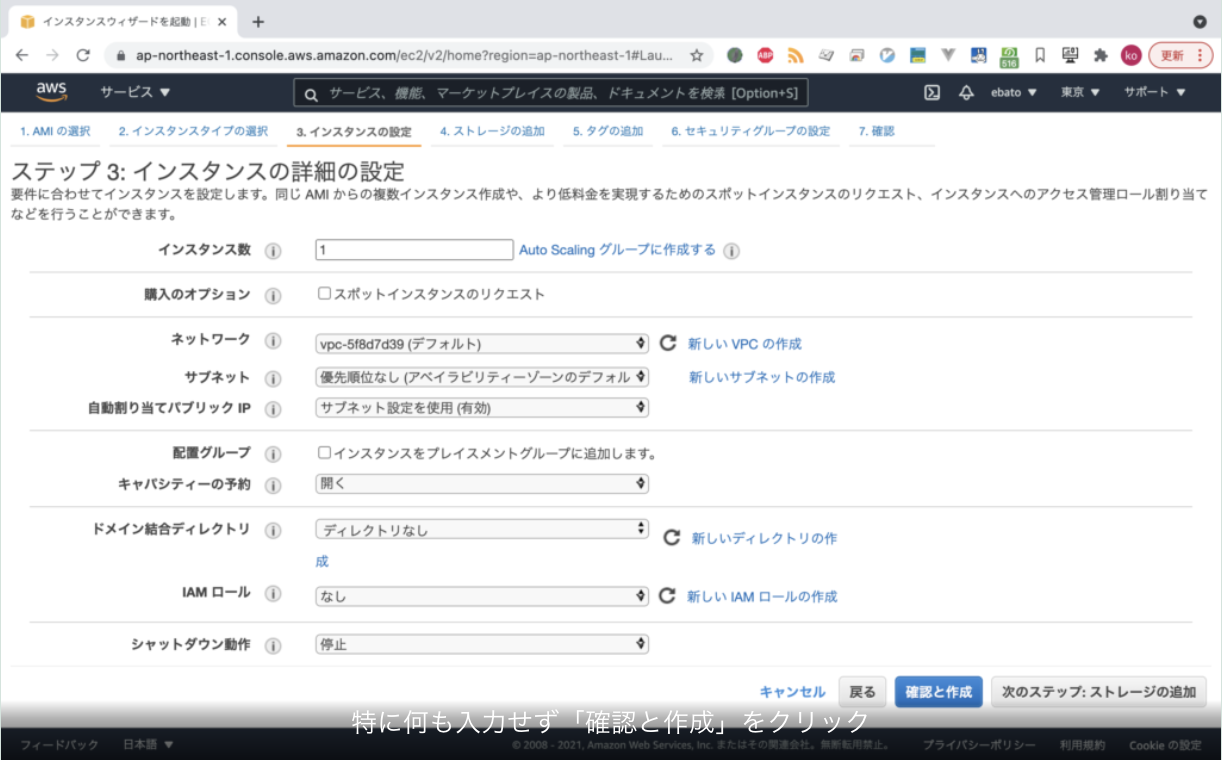 インスタンスウィザードを起動 | E
ap-northeast-1.console.aws.amazon.com/ec2/v2/home?region=ap-northeast-1#Lau...
ABP
616
ko
更新
aws
サービス
サービス、機能、マーケットプレイスの製品、ドキュメントを検索 [Option+S]
ebato
東京
サポート
1. AMI の選択
2. インスタンスタイプの選択
3. インスタンスの設定
4. ストレージの追加
5. タグの追加
6. セキュリティグループの設定
7. 確認
ステップ 3: インスタンスの詳細の設定
要件に合わせてインスタンスを設定します。同じ AMI からの複数インスタンス作成や、より低料金を実現するためのスポットインスタンスのリクエスト、インスタンスへのアクセス管理ロール割り当て
などを行うことができます。
インスタンス数 1 Auto Scaling グループに作成する
購入のオプション スポットインスタンスのリクエスト
ネットワーク vpc-5f8d7d39 (デフォルト) 新しい VPC の作成
サブネット 優先順位なし (アベイラビリティーゾーンのデフォル 新しいサブネットの作成
自動割り当てパブリック IP サブネット設定を使用 (有効)
配置グループ インスタンスをプレイスメントグループに追加します。
キャパシティーの予約 開く
ドメイン結合ディレクトリ ディレクトリなし 新しいディレクトリの作
成
IAM ロール なし 新しい IAM ロールの作成
シャットダウン動作 停止
キャンセル 戻る 確認と作成 次のステップ: ストレージの追加
特に何も入力せず「確認と作成」をクリック
フィードバック 日本語 © 2008 - 2021, Amazon Web Services, Inc. またはその関連会社。無断転用禁止。 プライバシーポリシー 利用規約 Cookie の設定